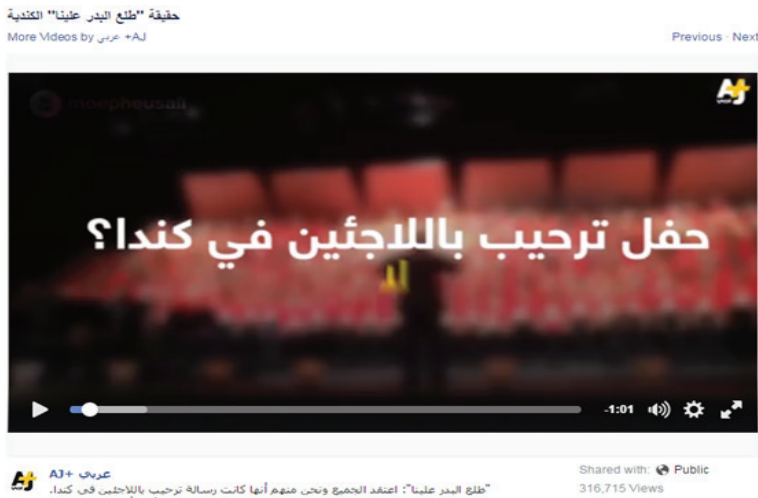 حقيقة "طلع البدر علينا" الكندية
More Videos by عربي +AJ
Previous · Next
moepheusafi
AJ+ عربي
حفل ترحيب باللاجئين في كندا؟
-1:01
AJ+ عربي
"طلع البدر علينا": اعتقد الجميع ونحن منهم أنها كانت رسالة ترحيب باللاجئين في كندا.
Shared with: Public
316,715 Views